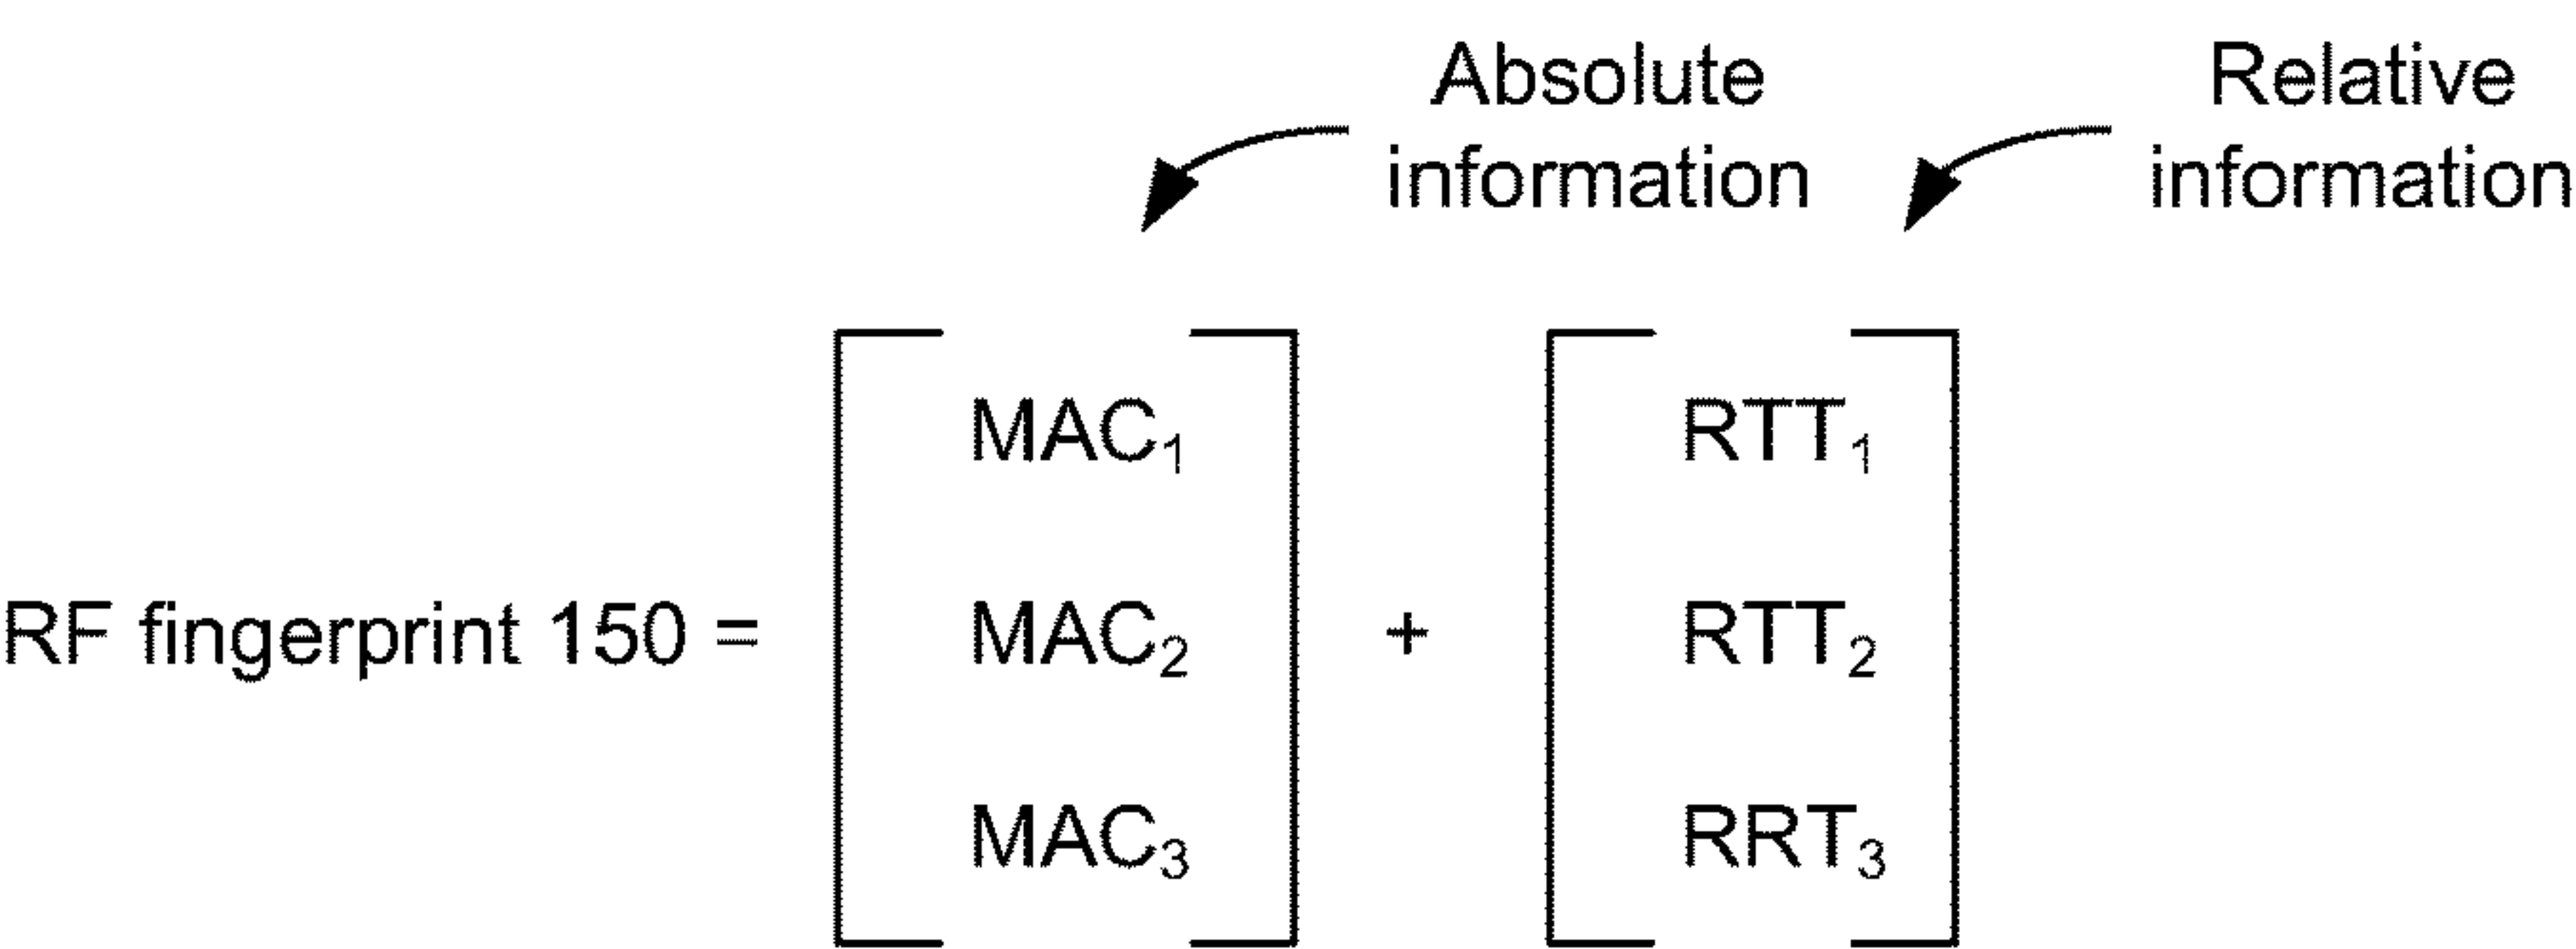 Absolute
information
Relative
information
RF fingerprint 150 =
MAC₁
MAC₂
MAC₃
+
RTT₁
RTT₂
RRT₃